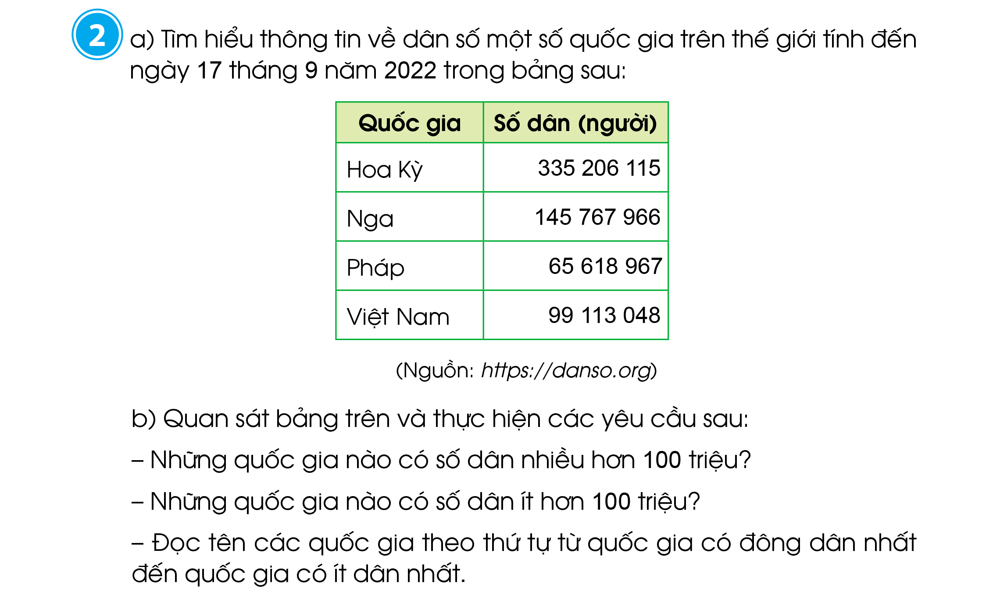 2
a) Tìm hiểu thông tin về dân số một số quốc gia trên thế giới tính đến
ngày 17 tháng 9 năm 2022 trong bảng sau:
Quốc gia Số dân (người)
Hoa Kỳ 335 206 115
Nga 145 767 966
Pháp 65 618 967
Việt Nam 99 113 048
(Nguồn: https://danso.org)
b) Quan sát bảng trên và thực hiện các yêu cầu sau:
– Những quốc gia nào có số dân nhiều hơn 100 triệu?
– Những quốc gia nào có số dân ít hơn 100 triệu?
– Đọc tên các quốc gia theo thứ tự từ quốc gia có đông dân nhất
đến quốc gia có ít dân nhất.